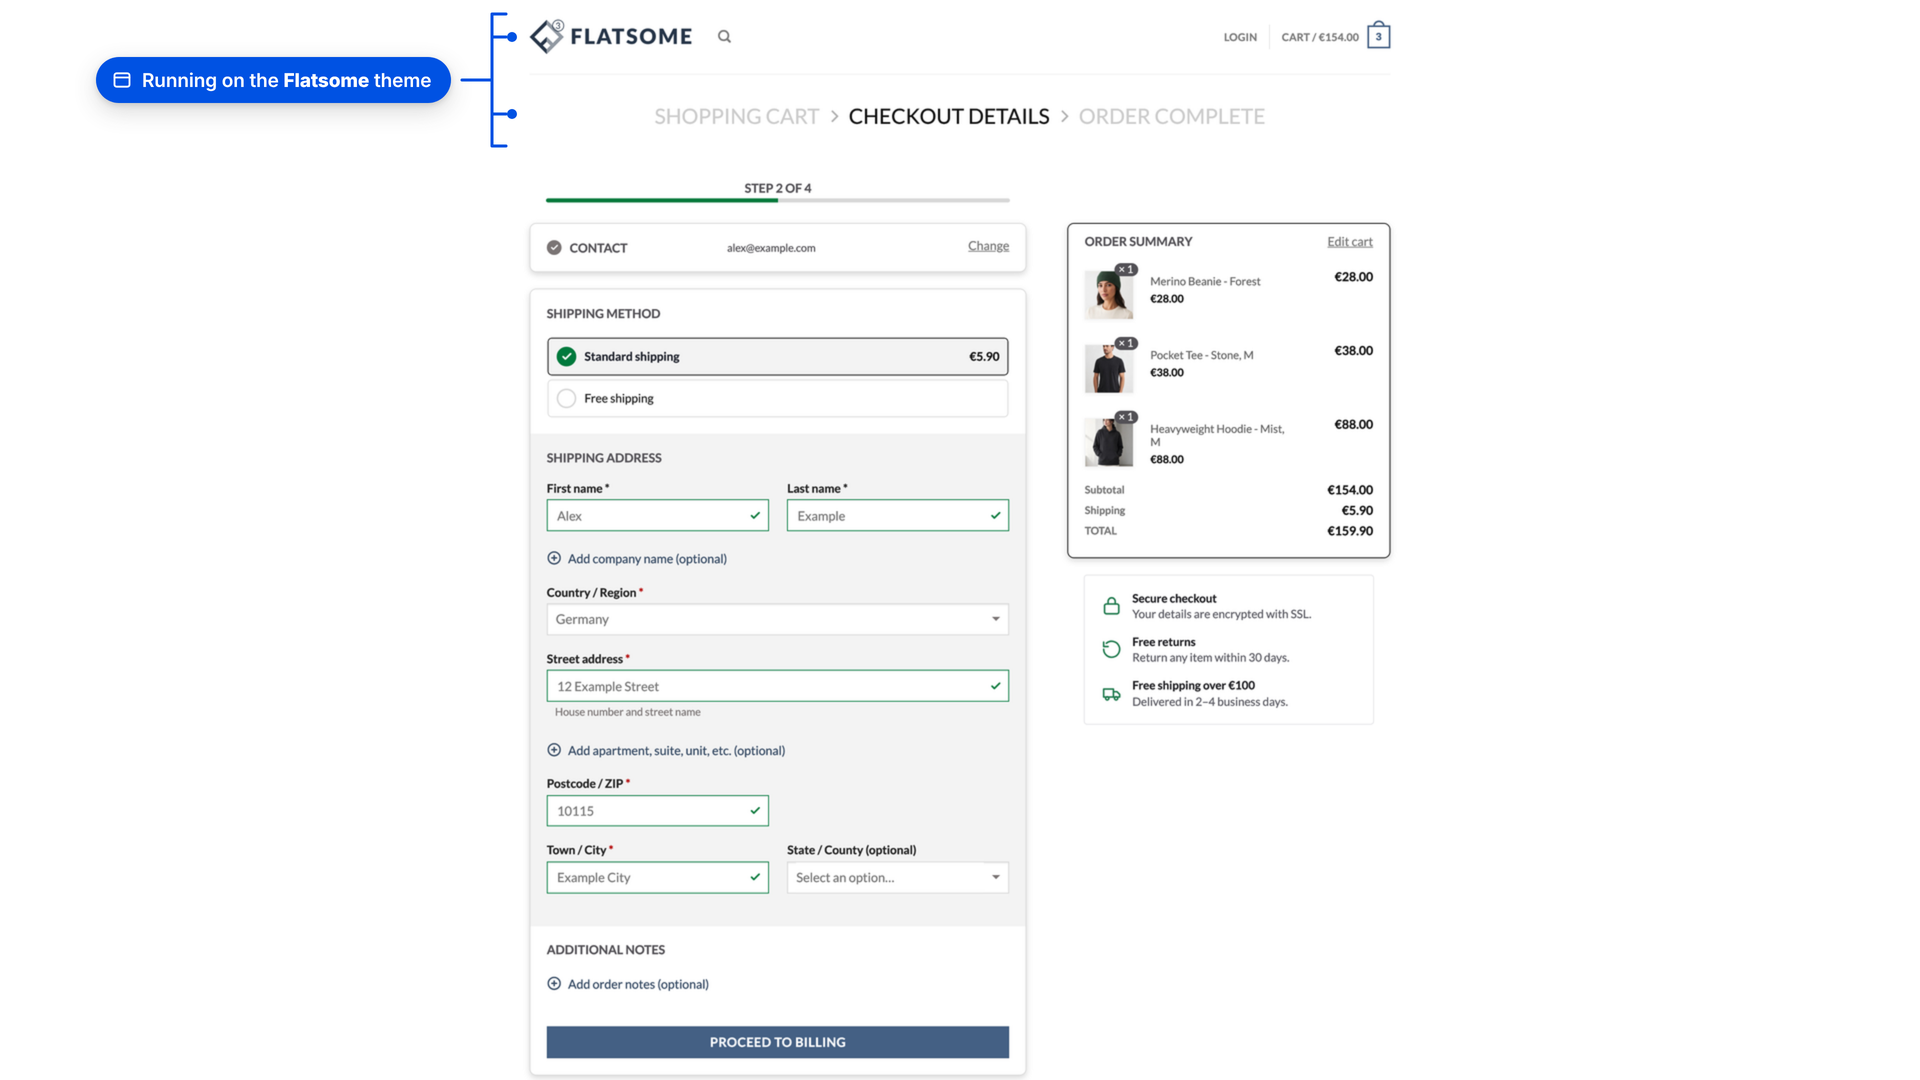 Running on the Flatsome theme
3
FLATSOME
LOGIN
CART / €154.00
3
SHOPPING CART > CHECKOUT DETAILS > ORDER COMPLETE
STEP 2 OF 4
CONTACT
alex@example.com
Change
SHIPPING METHOD
Standard shipping
€5.90
Free shipping
SHIPPING ADDRESS
First name *
Last name *
Alex
Example
Add company name (optional)
Country / Region *
Germany
Street address *
12 Example Street
House number and street name
Add apartment, suite, unit, etc. (optional)
Postcode / ZIP *
10115
Town / City *
State / County (optional)
Example City
Select an option...
ADDITIONAL NOTES
Add order notes (optional)
PROCEED TO BILLING
ORDER SUMMARY
Edit cart
× 1
Merino Beanie - Forest
€28.00
€28.00
× 1
Pocket Tee - Stone, M
€38.00
€38.00
× 1
Heavyweight Hoodie - Mist,
M
€88.00
€88.00
Subtotal
€154.00
Shipping
€5.90
TOTAL
€159.90
Secure checkout
Your details are encrypted with SSL.
Free returns
Return any item within 30 days.
Free shipping over €100
Delivered in 2–4 business days.